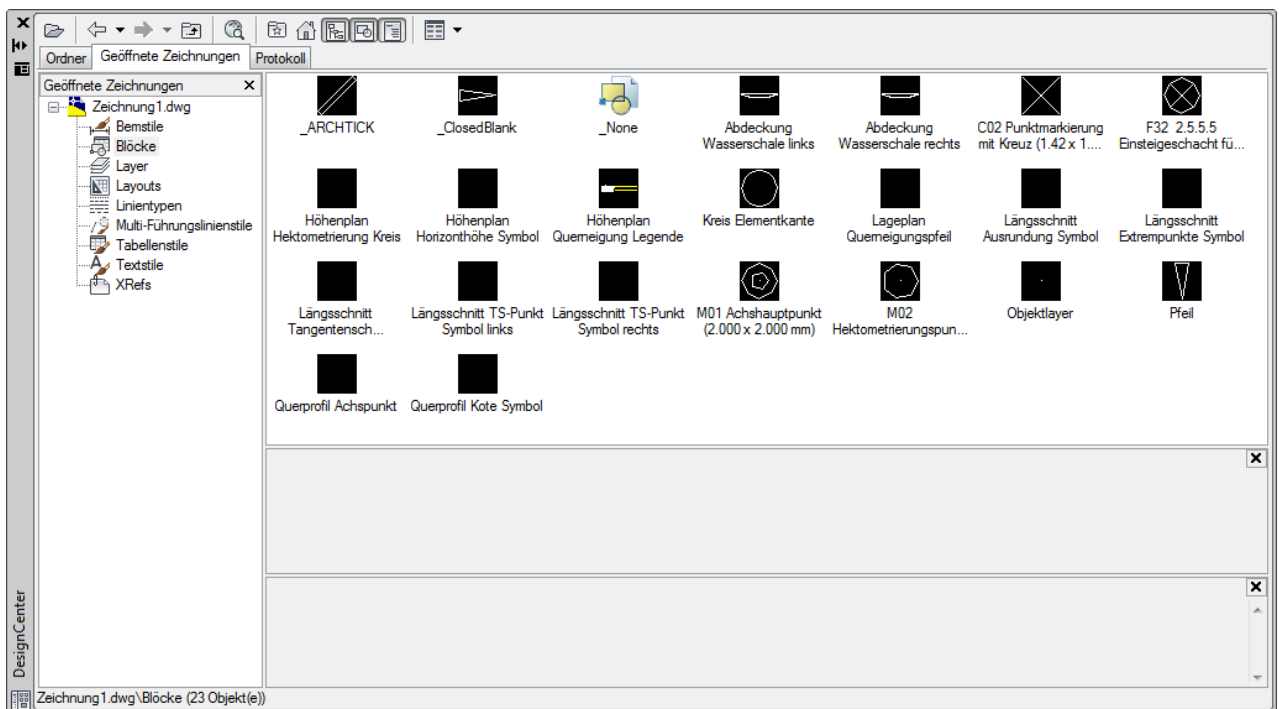 Ordner Geöffnete Zeichnungen Protokoll
Geöffnete Zeichnungen
Zeichnung1.dwg
Bemstile
Blöcke
Layer
Layouts
Linientypen
Multi-Führungslinienstile
Tabellenstile
Textstile
XRefs
_ARCHTICK
_ClosedBlank
_None
Abdeckung
Wasserschale links
Abdeckung
Wasserschale rechts
C02 Punktmarkierung
mit Kreuz (1.42 x 1....
F32 2.5.5.5
Einsteigeschacht fü...
Höhenplan
Hektometrierung Kreis
Höhenplan
Horizonthöhe Symbol
Höhenplan
Querneigung Legende
Kreis Elementkante
Lageplan
Querneigungspfeil
Längsschnitt
Ausrundung Symbol
Längsschnitt
Extrempunkte Symbol
Längsschnitt
Tangentensch...
Längsschnitt TS-Punkt
Symbol links
Längsschnitt TS-Punkt
Symbol rechts
M01 Achshauptpunkt
(2.000 x 2.000 mm)
M02
Hektometrierungspun...
Objektlayer
Pfeil
Querprofil Achspunkt
Querprofil Kote Symbol
DesignCenter
Zeichnung1.dwg\Blöcke (23 Objekt(e))